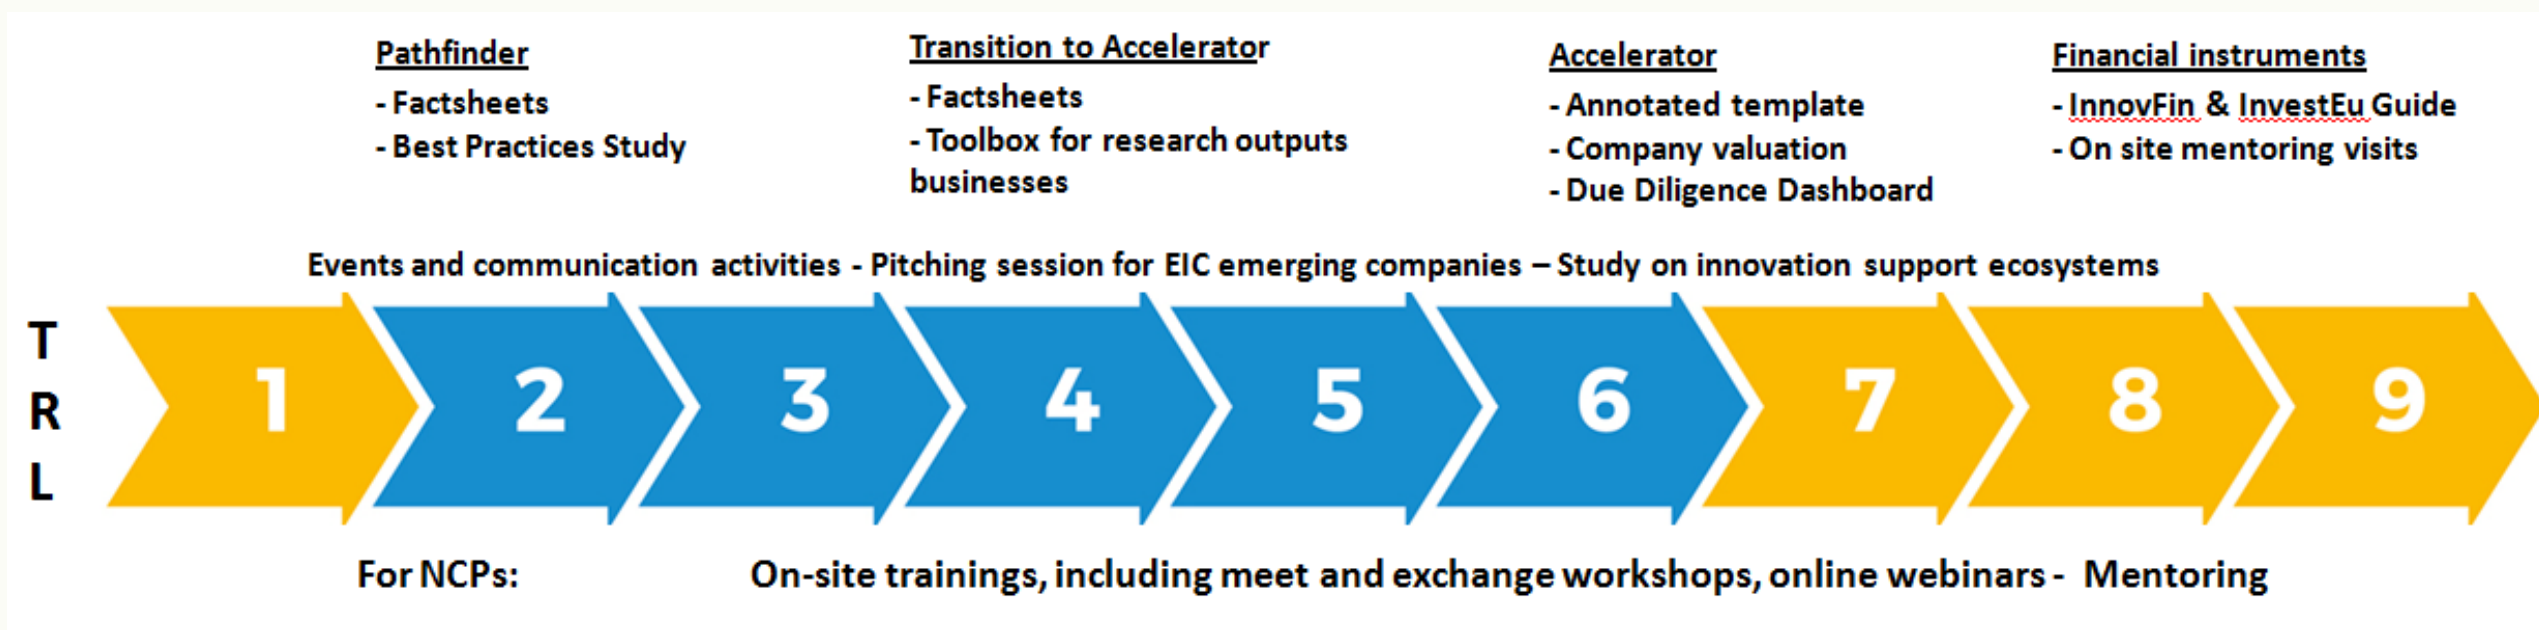 Pathfinder
- Factsheets
- Best Practices Study
Transition to Accelerator
- Factsheets
- Toolbox for research outputs
businesses
Accelerator
- Annotated template
- Company valuation
- Due Diligence Dashboard
Financial instruments
- InnovFin & InvestEu Guide
- On site mentoring visits
Events and communication activities - Pitching session for EIC emerging companies – Study on innovation support ecosystems
T
R
L
1 2 3 4 5 6 7 8 9
For NCPs: On-site trainings, including meet and exchange workshops, online webinars - Mentoring